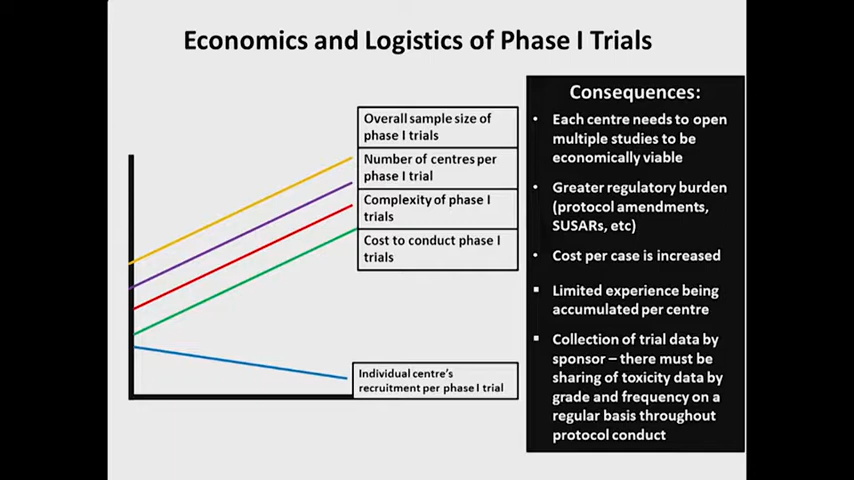 Economics and Logistics of Phase I Trials
Overall sample size of
phase I trials
Number of centres per
phase I trial
Complexity of phase I
trials
Cost to conduct phase I
trials
Individual centre's
recruitment per phase I trial
Consequences:
• Each centre needs to open
multiple studies to be
economically viable
• Greater regulatory burden
(protocol amendments,
SUSARs, etc)
• Cost per case is increased
▪ Limited experience being
accumulated per centre
▪ Collection of trial data by
sponsor – there must be
sharing of toxicity data by
grade and frequency on a
regular basis throughout
protocol conduct